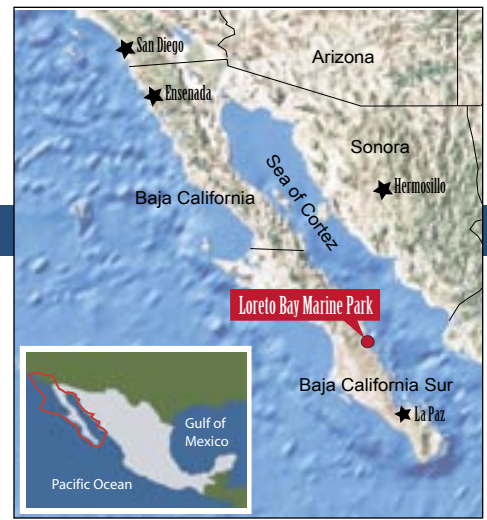 San Diego
Arizona
Ensenada
Sonora
Sea of Cortez
Hermosillo
Baja California
Loreto Bay Marine Park
Baja California Sur
La Paz
Gulf of
Mexico
Pacific Ocean